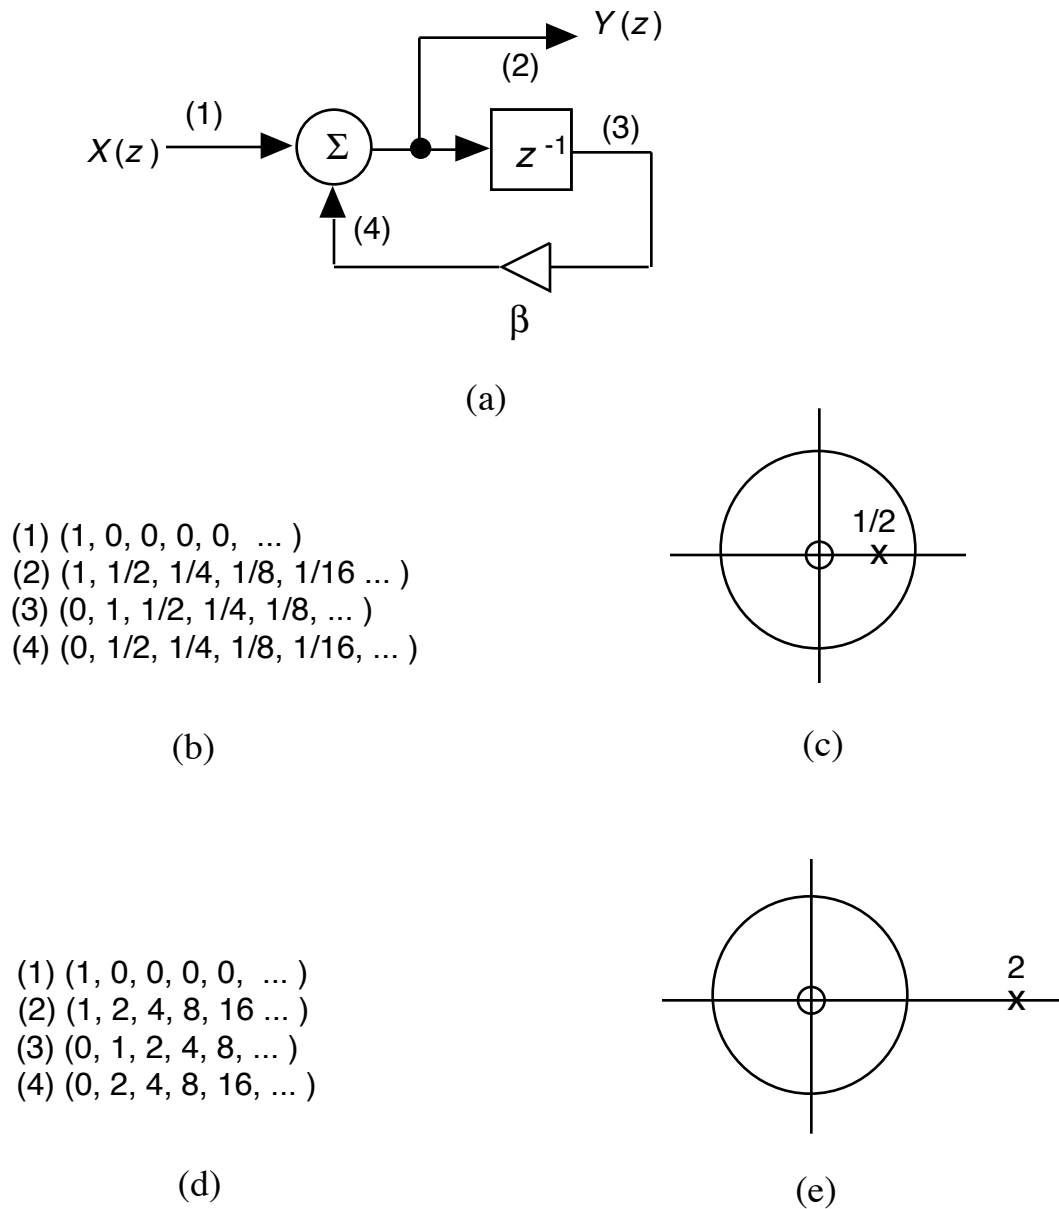 Y(z)
(2)
(1)
(3)
X(z)
Σ
z -1
(4)
β
(a)
(1) (1, 0, 0, 0, 0, ... )
(2) (1, 1/2, 1/4, 1/8, 1/16 ... )
(3) (0, 1, 1/2, 1/4, 1/8, ... )
(4) (0, 1/2, 1/4, 1/8, 1/16, ... )
(b)
1/2
x
(c)
(1) (1, 0, 0, 0, 0, ... )
(2) (1, 2, 4, 8, 16 ... )
(3) (0, 1, 2, 4, 8, ... )
(4) (0, 2, 4, 8, 16, ... )
(d)
2
x
(e)